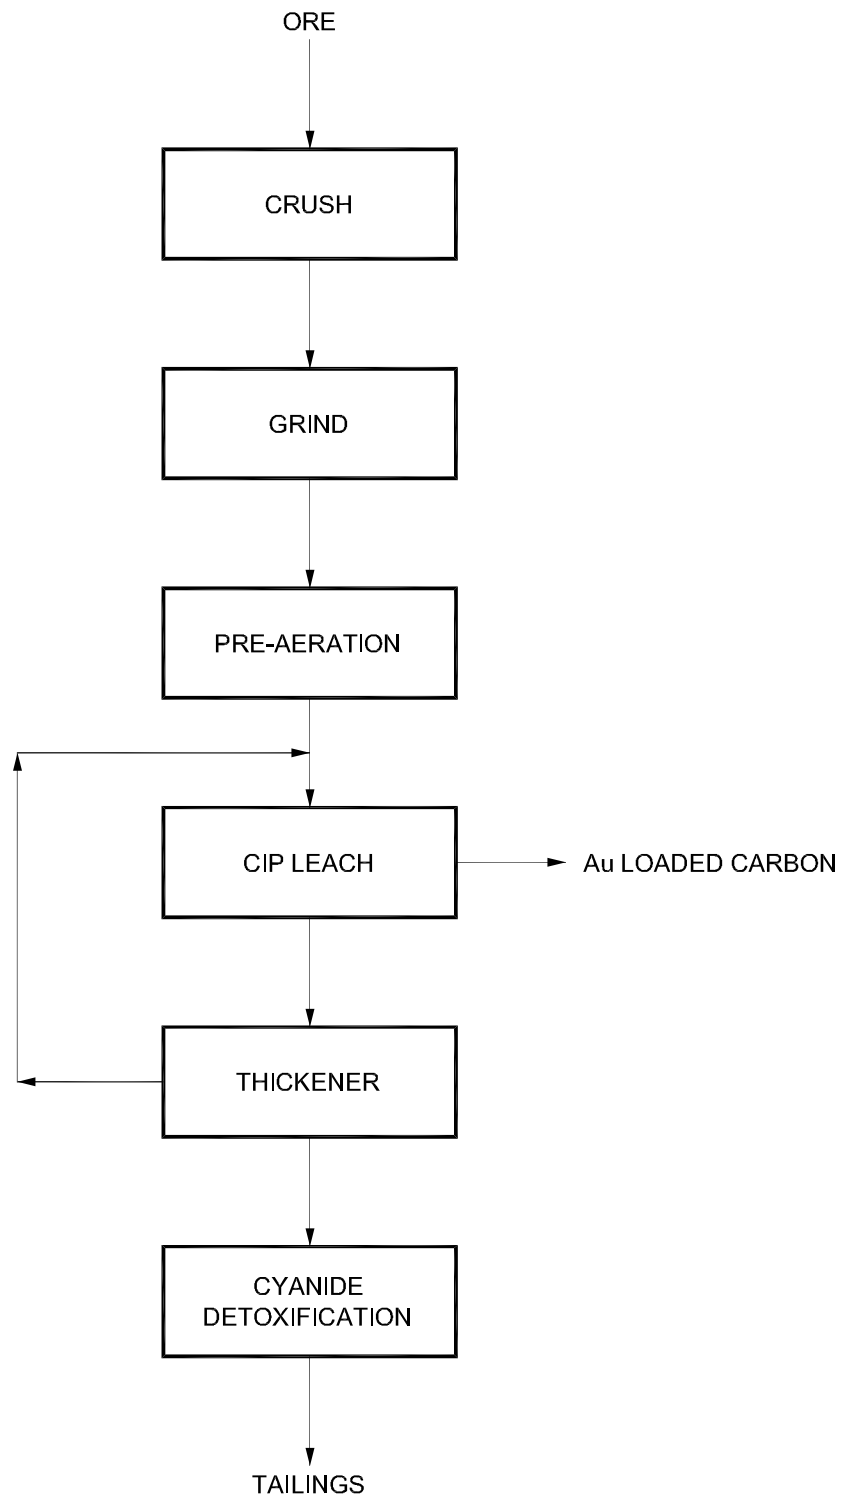 ORE
CRUSH
GRIND
PRE-AERATION
CIP LEACH
Au LOADED CARBON
THICKENER
CYANIDE
DETOXIFICATION
TAILINGS